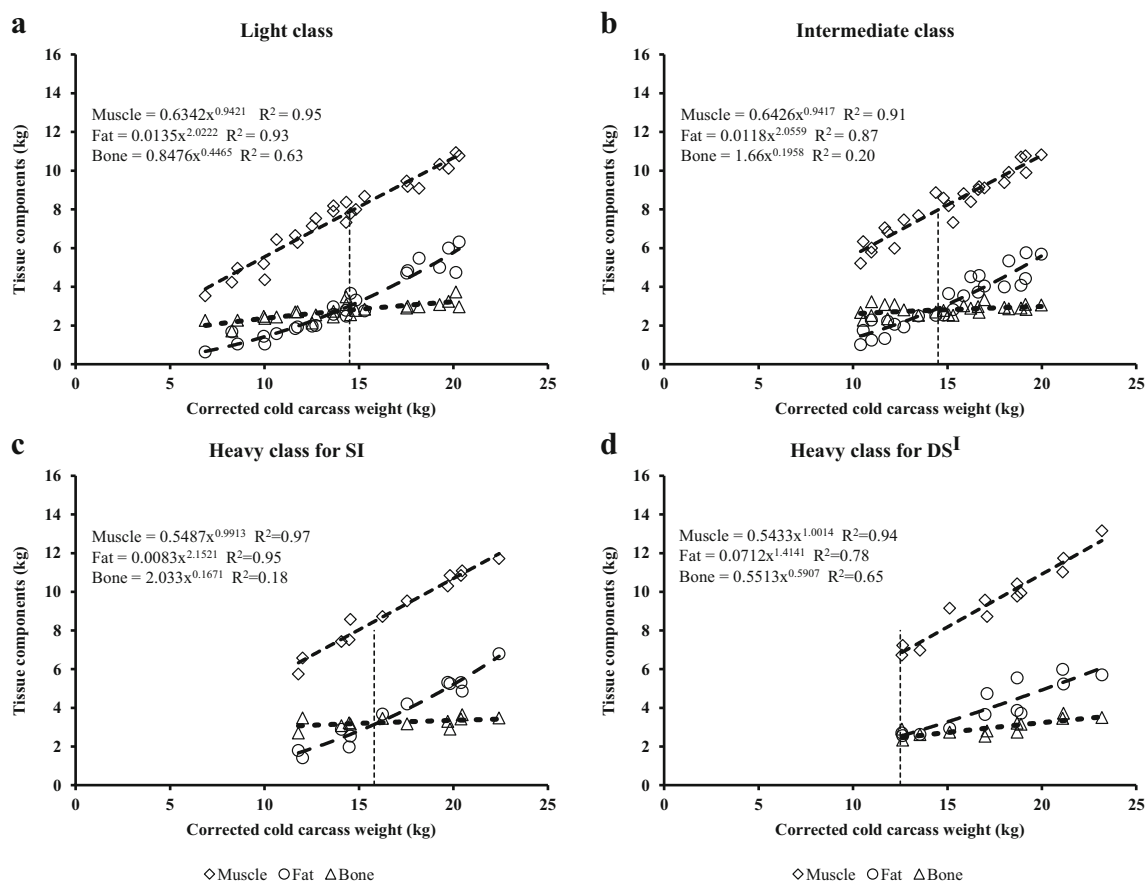 a
Light class
16
14
12
10
8
6
4
2
0
Tissue components (kg)
Muscle = 0.6342x^0.9421 R² = 0.95
Fat = 0.0135x^2.0222 R² = 0.93
Bone = 0.8476x^0.4465 R² = 0.63
0 5 10 15 20 25
Corrected cold carcass weight (kg)
b
Intermediate class
16
14
12
10
8
6
4
2
0
Tissue components (kg)
Muscle = 0.6426x^0.9417 R² = 0.91
Fat = 0.0118x^2.0559 R² = 0.87
Bone = 1.66x^0.1958 R² = 0.20
0 5 10 15 20 25
Corrected cold carcass weight (kg)
c
Heavy class for SI
16
14
12
10
8
6
4
2
0
Tissue components (kg)
Muscle = 0.5487x^0.9913 R²=0.97
Fat = 0.0083x^2.1521 R²=0.95
Bone = 2.033x^0.1671 R²=0.18
0 5 10 15 20 25
Corrected cold carcass weight (kg)
Muscle Fat Bone
d
Heavy class for DS^I
16
14
12
10
8
6
4
2
0
Tissue components (kg)
Muscle = 0.5433x^1.0014 R²=0.94
Fat = 0.0712x^1.4141 R²=0.78
Bone = 0.5513x^0.5907 R²=0.65
0 5 10 15 20 25
Corrected cold carcass weight (kg)
Muscle Fat Bone